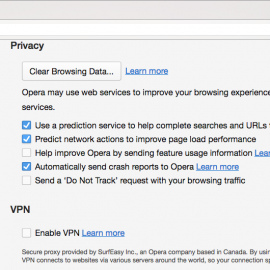 Privacy
Clear Browsing Data... Learn more
Opera may use web services to improve your browsing experience
services.
Use a prediction service to help complete searches and URLs
Predict network actions to improve page load performance
Help improve Opera by sending feature usage information Lear
Automatically send crash reports to Opera Learn more
Send a 'Do Not Track' request with your browsing traffic
VPN
Enable VPN Learn more
Secure proxy provided by SurfEasy Inc., an Opera company based in Canada. By usin
VPN connects to websites via various servers around the world, so your connection s